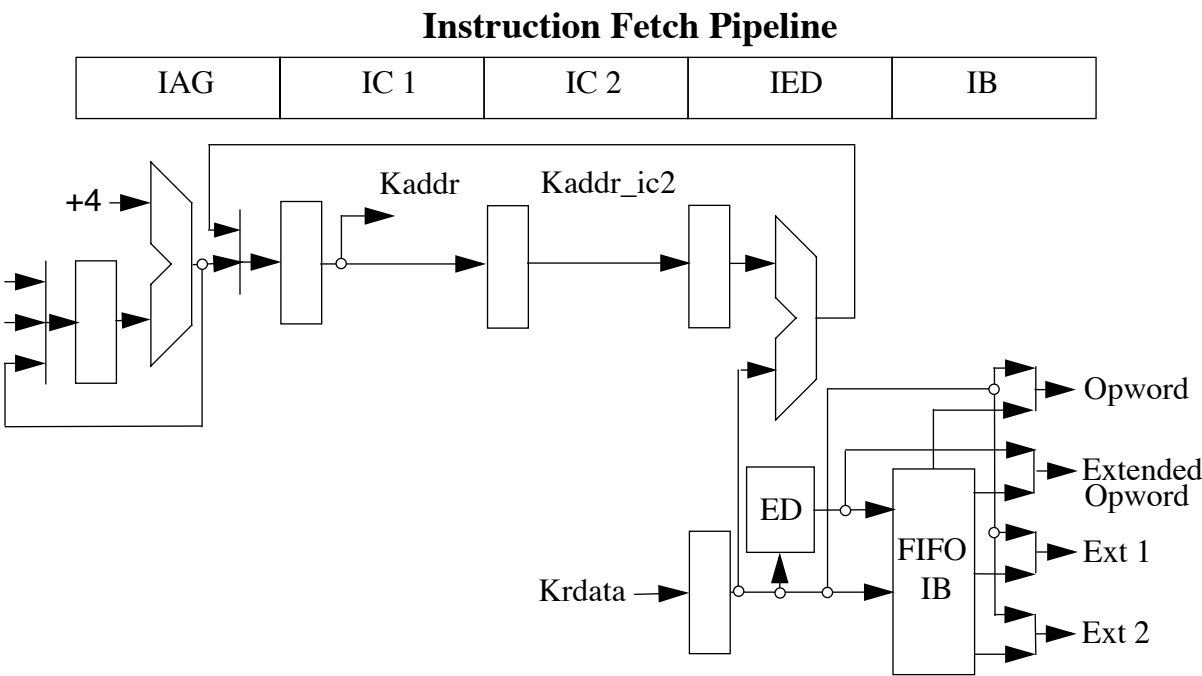 Instruction Fetch Pipeline
IAG
IC 1
IC 2
IED
IB
+4
Kaddr
Kaddr_ic2
Opword
Extended
Opword
ED
FIFO
IB
Ext 1
Krdata
Ext 2